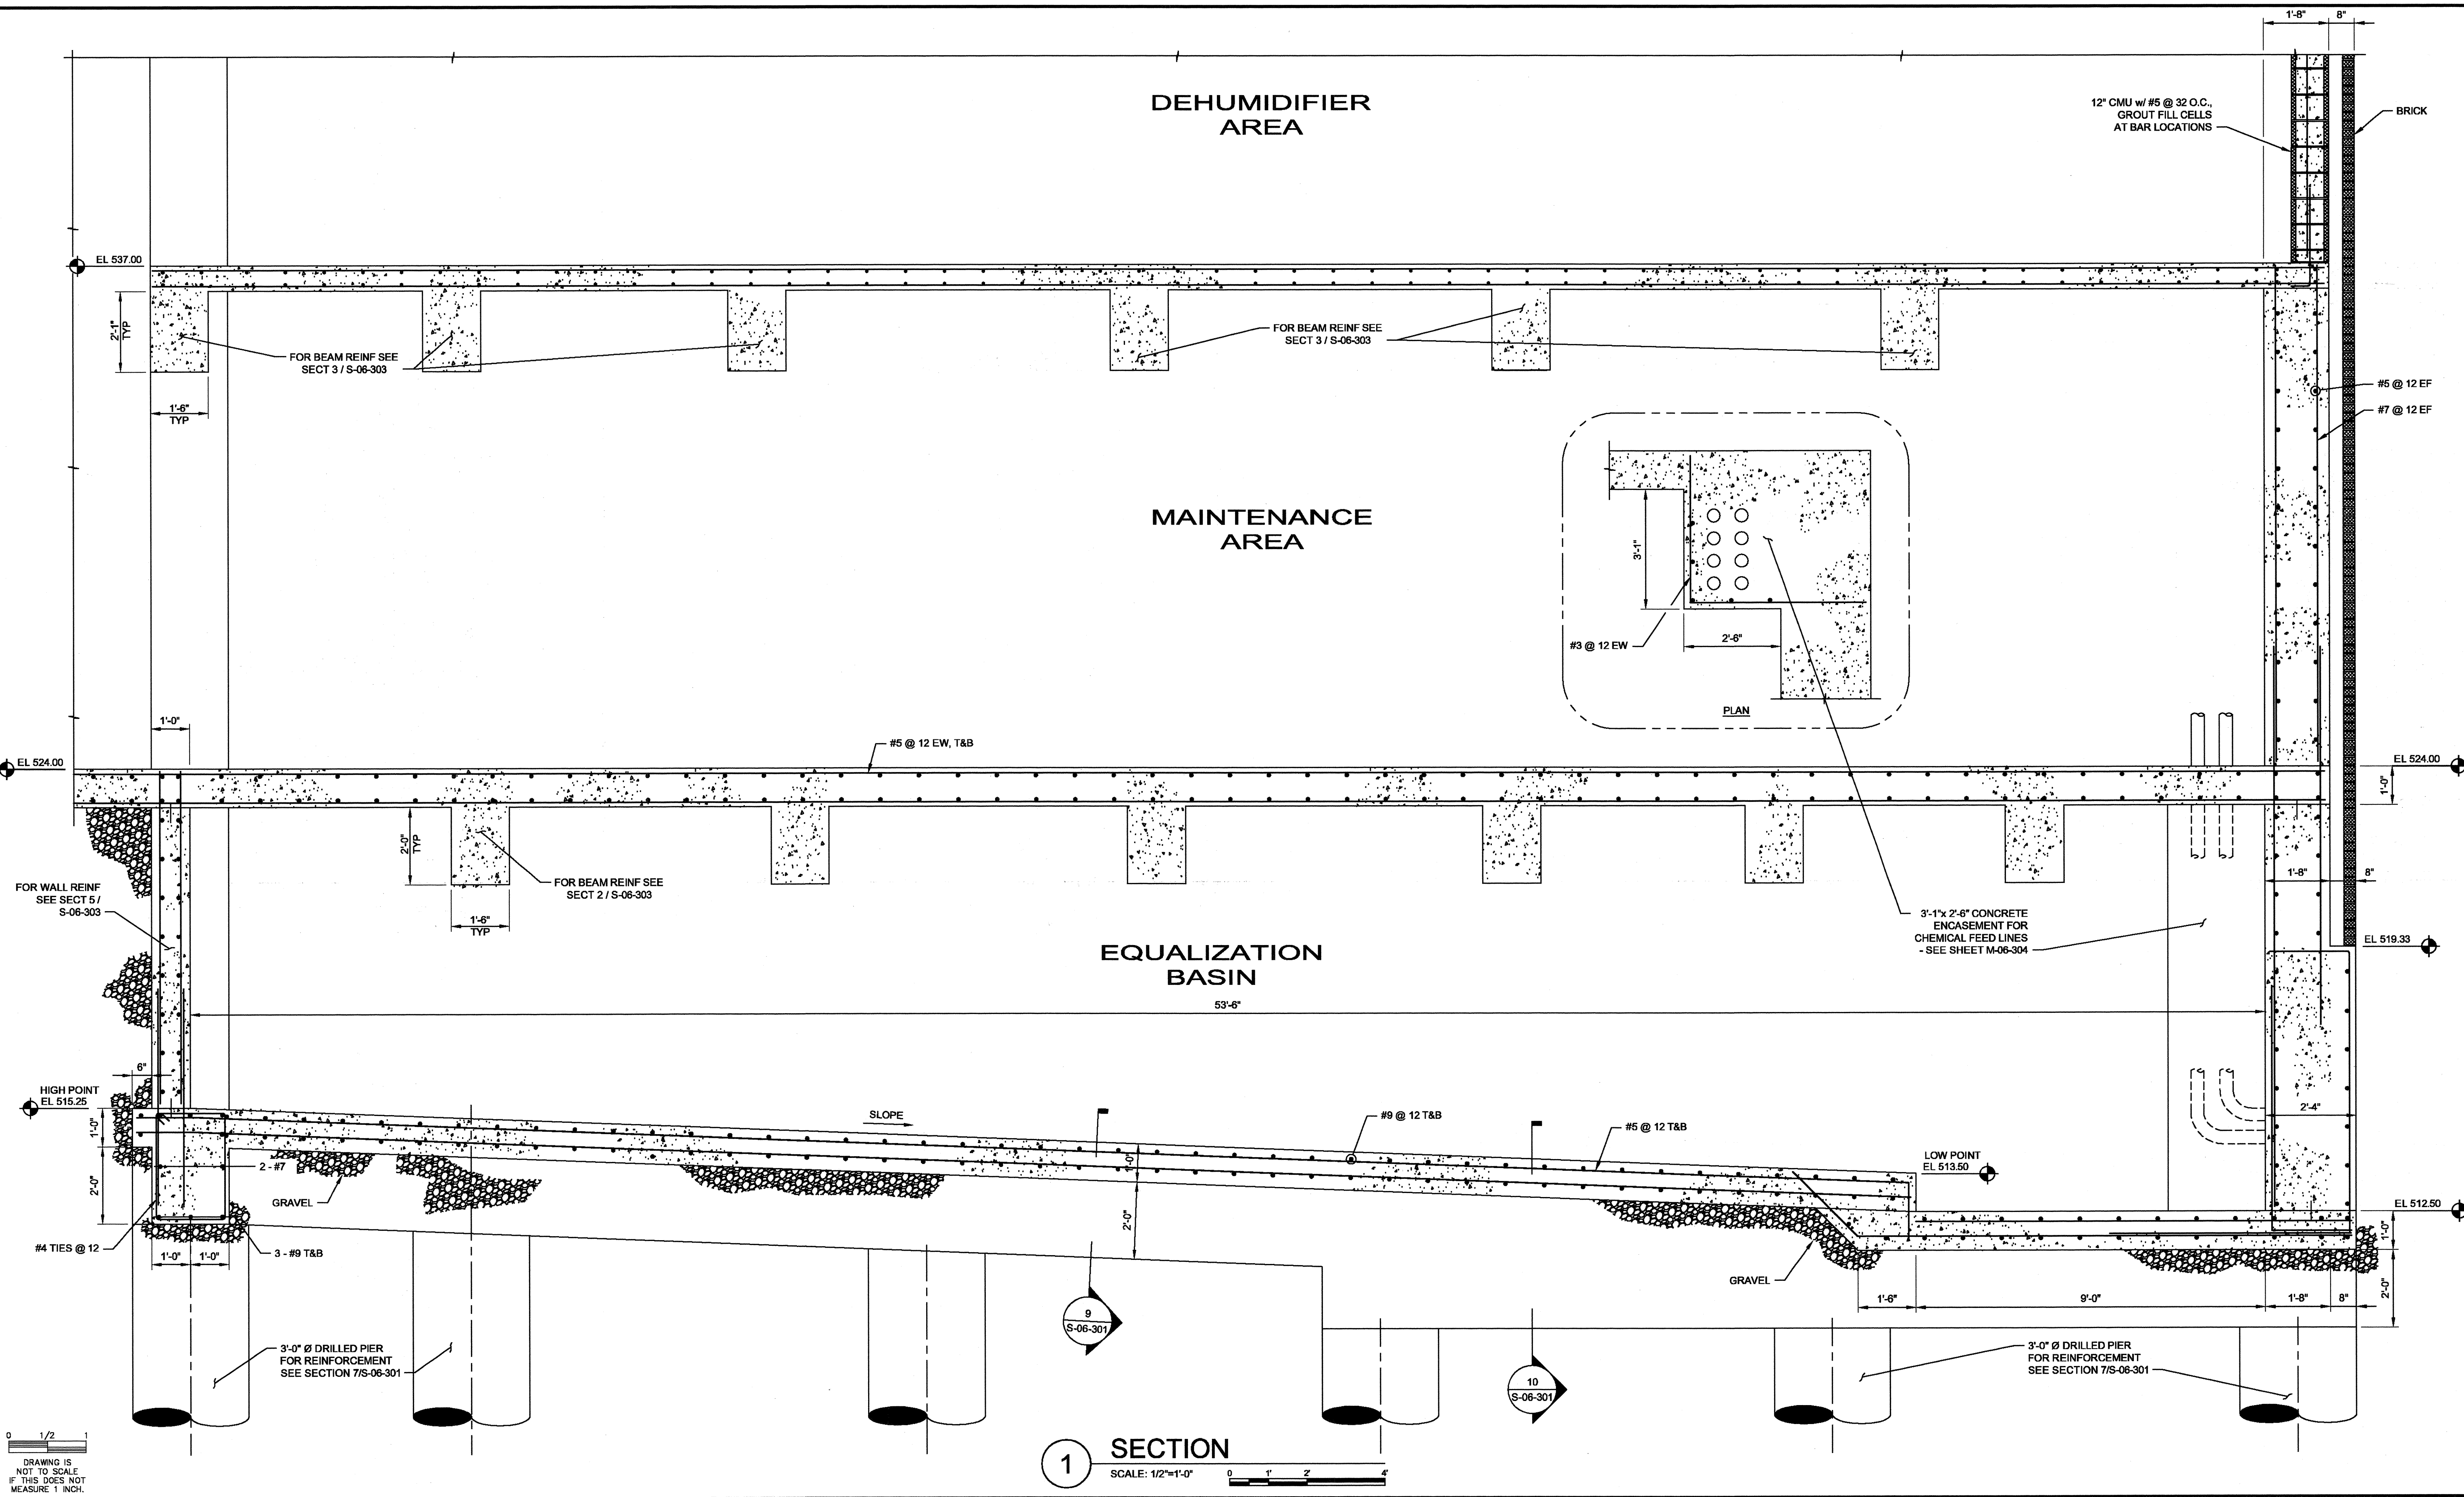 1'-8"
8"
DEHUMIDIFIER
AREA
12" CMU w/ #5 @ 32 O.C.,
GROUT FILL CELLS
AT BAR LOCATIONS
BRICK
EL 537.00
2'-1"
TYP
FOR BEAM REINF SEE
SECT 3 / S-06-303
FOR BEAM REINF SEE
SECT 3 / S-06-303
1'-6"
TYP
#5 @ 12 EF
#7 @ 12 EF
MAINTENANCE
AREA
3'-1"
#3 @ 12 EW
2'-6"
PLAN
1'-0"
#5 @ 12 EW, T&B
EL 524.00
EL 524.00
1'-0"
2'-0"
TYP
FOR BEAM REINF SEE
SECT 2 / S-06-303
1'-6"
TYP
FOR WALL REINF
SEE SECT 5 /
S-06-303
1'-8"
8"
3'-1"x 2'-6" CONCRETE
ENCASEMENT FOR
CHEMICAL FEED LINES
- SEE SHEET M-06-304
EL 519.33
EQUALIZATION
BASIN
53'-6"
6"
HIGH POINT
EL 515.25
1'-0"
2'-0"
SLOPE
#9 @ 12 T&B
#5 @ 12 T&B
2'-4"
2 - #7
GRAVEL
1'-0"
2'-0"
LOW POINT
EL 513.50
EL 512.50
1'-0"
2'-0"
#4 TIES @ 12
1'-0"
1'-0"
3 - #9 T&B
GRAVEL
1'-6"
9'-0"
1'-8"
8"
9
S-06-301
10
S-06-301
3'-0" Ø DRILLED PIER
FOR REINFORCEMENT
SEE SECTION 7/S-06-301
3'-0" Ø DRILLED PIER
FOR REINFORCEMENT
SEE SECTION 7/S-06-301
0 1/2 1
DRAWING IS
NOT TO SCALE
IF THIS DOES NOT
MEASURE 1 INCH.
1
SECTION
SCALE: 1/2"=1'-0"
0 1' 2' 4'